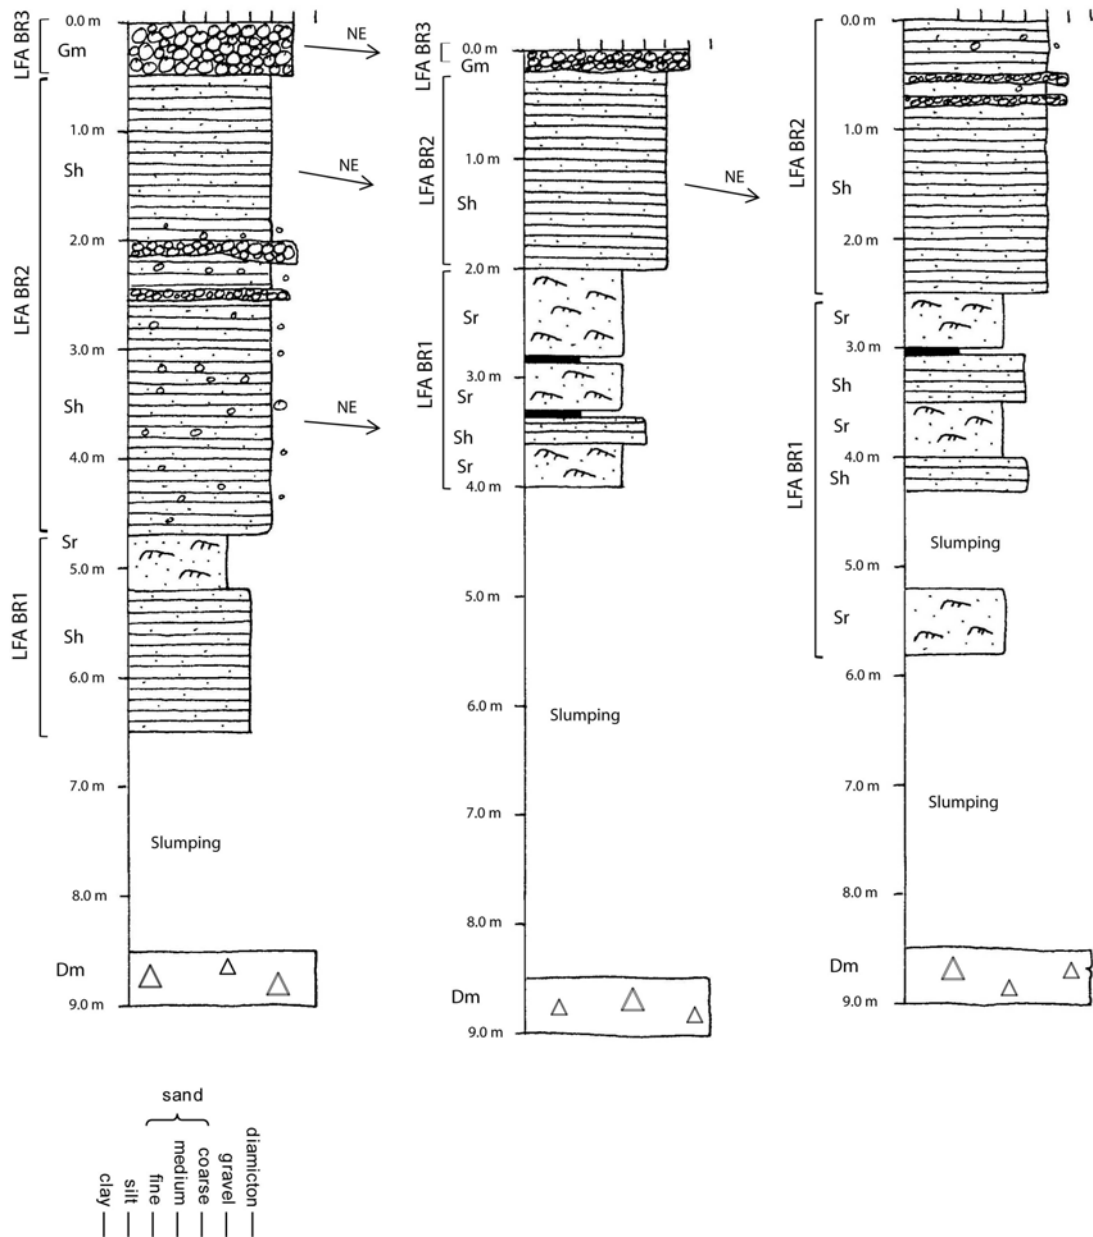 LFA BR3
0.0 m
Gm
NE
LFA BR2
1.0 m
Sh
NE
2.0 m
3.0 m
Sh
NE
4.0 m
LFA BR1
Sr
5.0 m
Sh
6.0 m
7.0 m
Slumping
8.0 m
Dm
9.0 m
LFA BR3
0.0 m
Gm
LFA BR2
1.0 m
Sh
NE
2.0 m
LFA BR1
Sr
3.0 m
Sr
Sh
Sr
4.0 m
5.0 m
6.0 m
Slumping
7.0 m
8.0 m
Dm
9.0 m
0.0 m
LFA BR2
1.0 m
Sh
2.0 m
LFA BR1
Sr
3.0 m
Sh
Sr
4.0 m
Sh
Slumping
5.0 m
Sr
6.0 m
7.0 m
Slumping
8.0 m
Dm
9.0 m
sand
clay
silt
fine
medium
coarse
gravel
diamicton